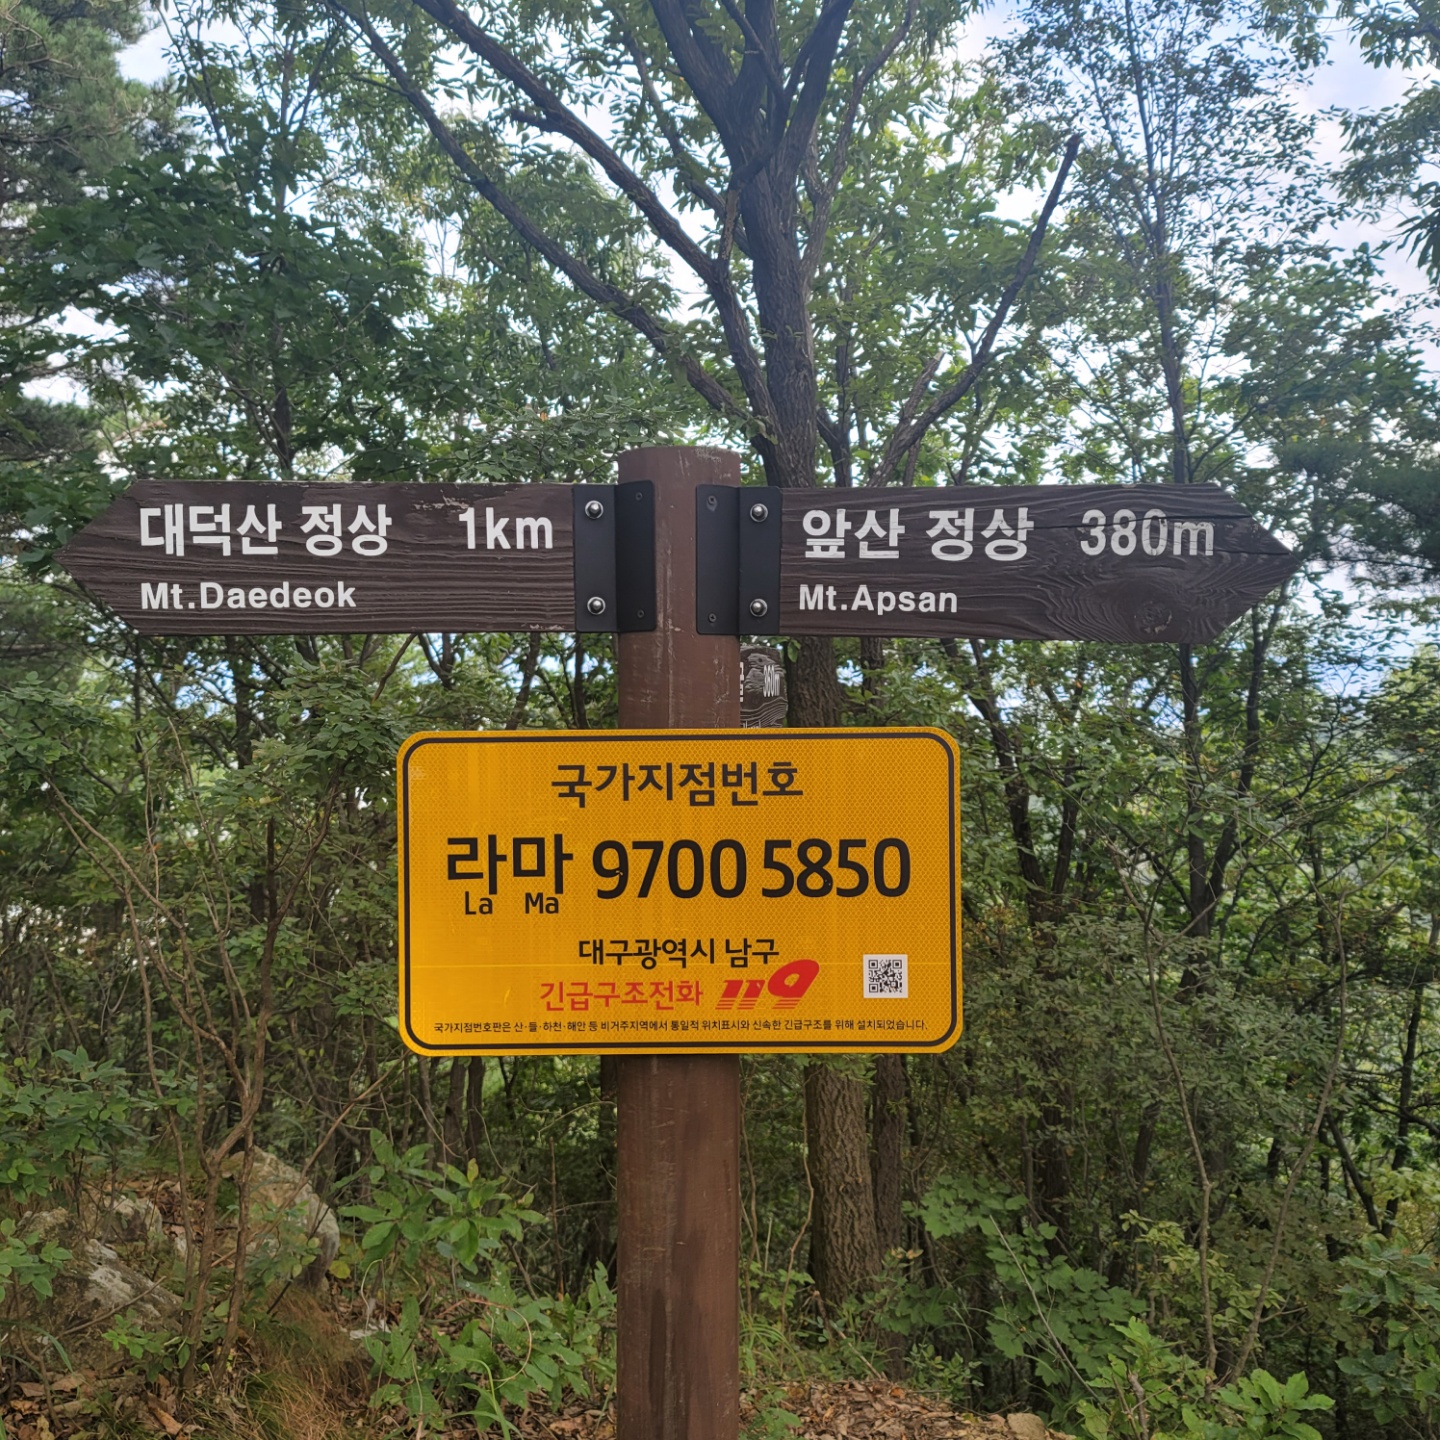 대덕산 정상 1km
Mt.Daedeok
앞산 정상 380m
Mt.Apsan
국가지점번호
라마 9700 5850
La Ma
대구광역시 남구
긴급구조전화 119
국가지점번호판은 산·들·하천·해안 등 비거주지역에서 통일적 위치표시와 신속한 긴급구조를 위해 설치되었습니다.